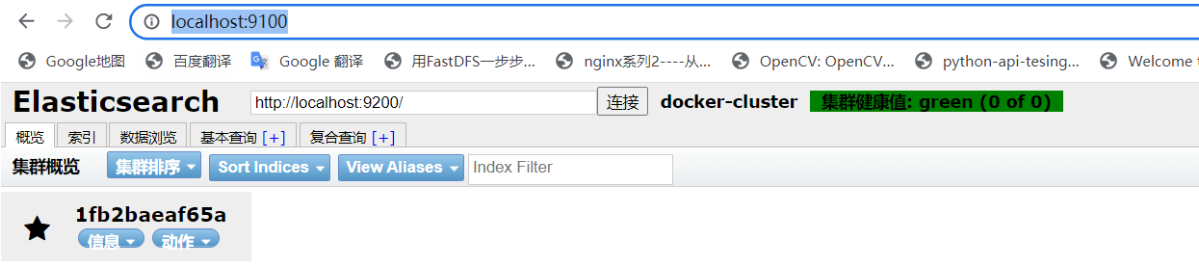 localhost:9100
Google地图 百度翻译 Google 翻译 用FastDFS一步步... nginx系列2----从... OpenCV: OpenCV... python-api-tesing... Welcome t
Elasticsearch http://localhost:9200/ 连接 docker-cluster 集群健康值: green (0 of 0)
概览 索引 数据浏览 基本查询 [+] 复合查询 [+]
集群概览 集群排序 Sort Indices View Aliases Index Filter
1fb2baeaf65a
信息 动作